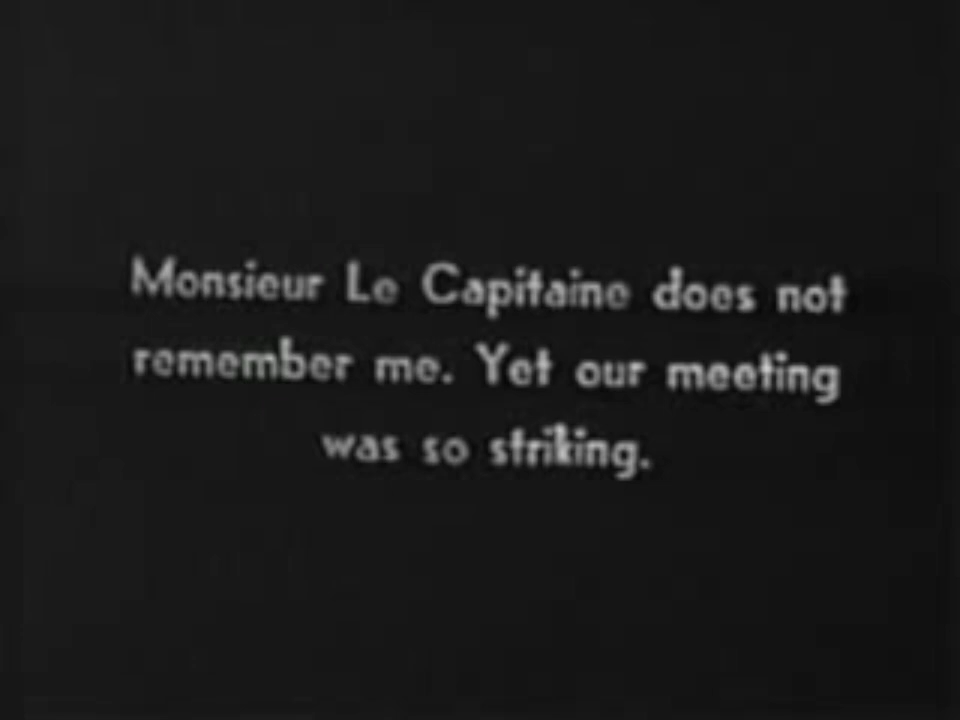 Monsieur Le Capitaine does not
remember me. Yet our meeting
was so striking.